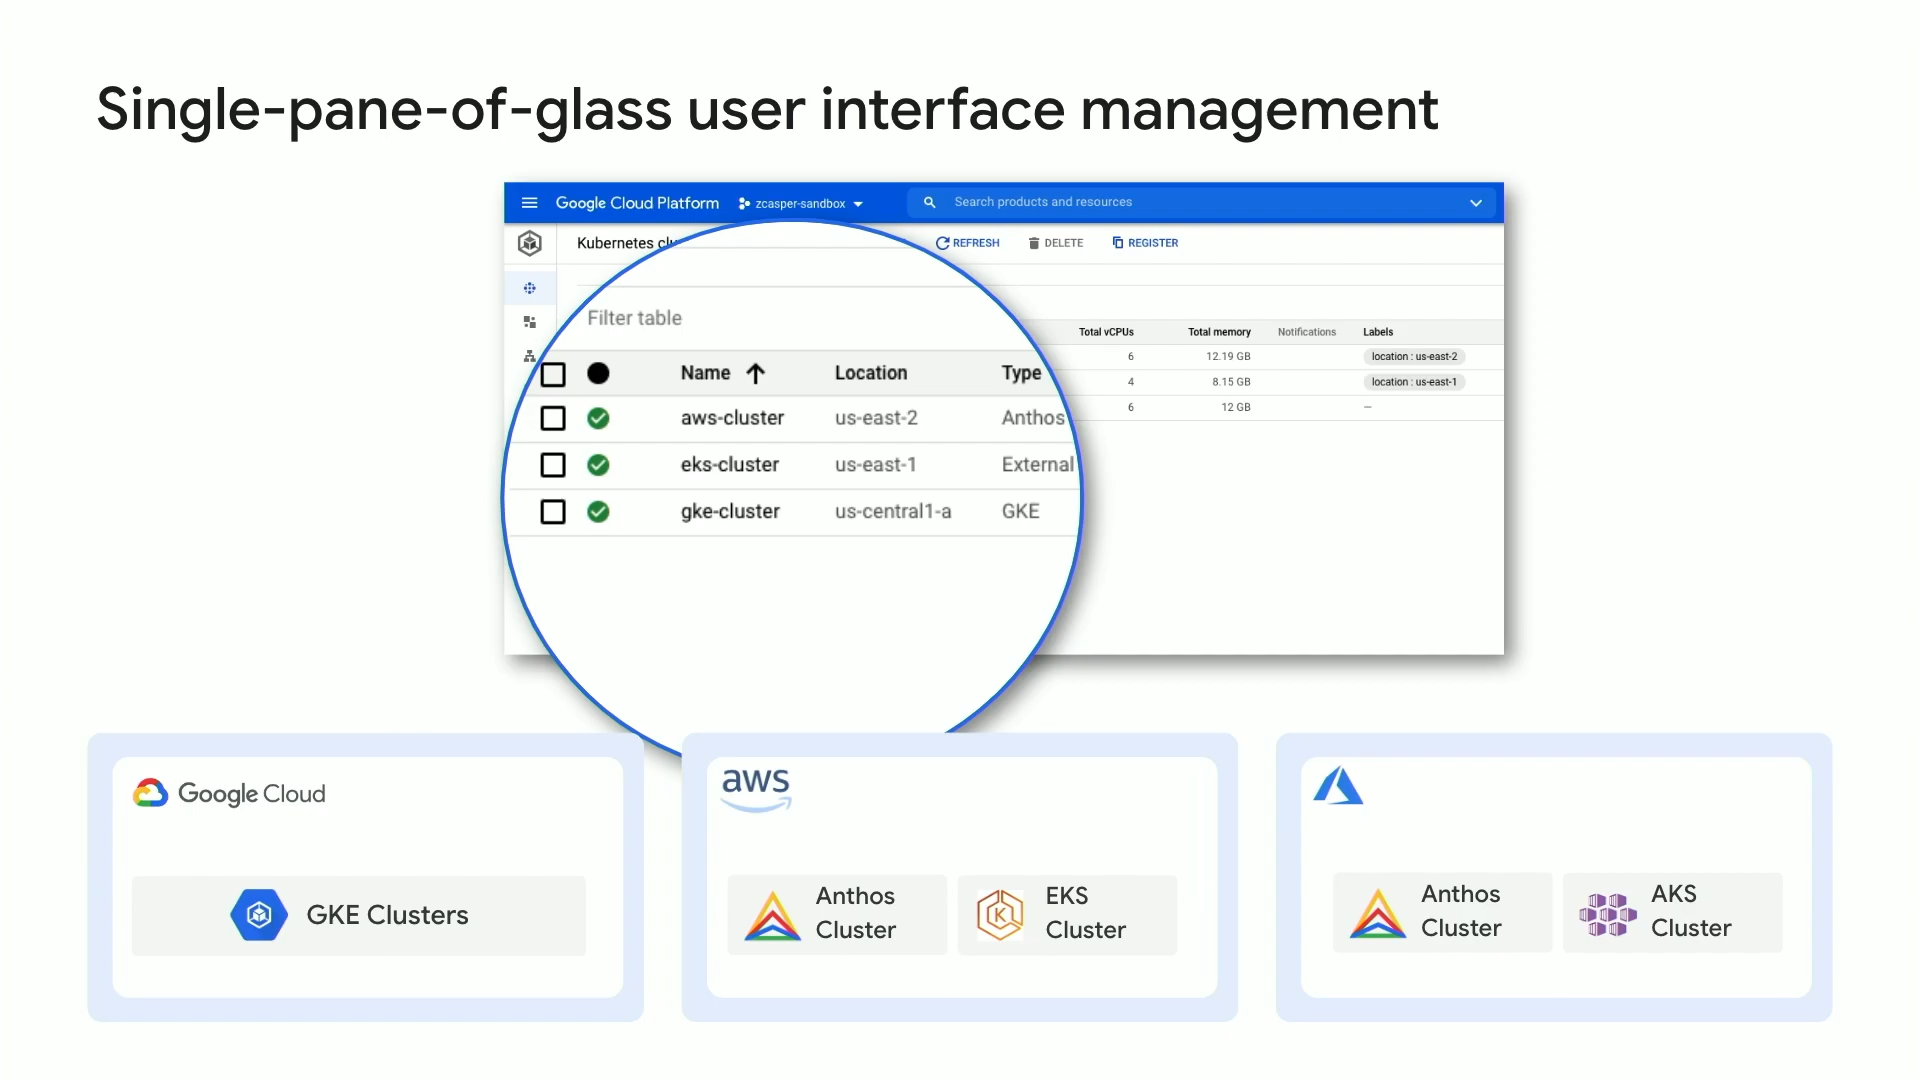 Single-pane-of-glass user interface management
Google Cloud Platform zcasper-sandbox Search products and resources
Kubernetes clu REFRESH DELETE REGISTER
Filter table
Name Location Type Total vCPUs Total memory Notifications Labels
aws-cluster us-east-2 Anthos 6 12.19 GB location : us-east-2
eks-cluster us-east-1 External 4 8.15 GB location : us-east-1
gke-cluster us-central1-a GKE 6 12 GB –
Google Cloud
GKE Clusters
aws
Anthos
Cluster
EKS
Cluster
Anthos
Cluster
AKS
Cluster